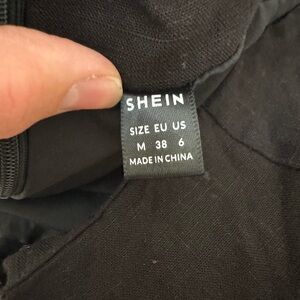 SHEIN
SIZE EU US
M 38 6
MADE IN CHINA